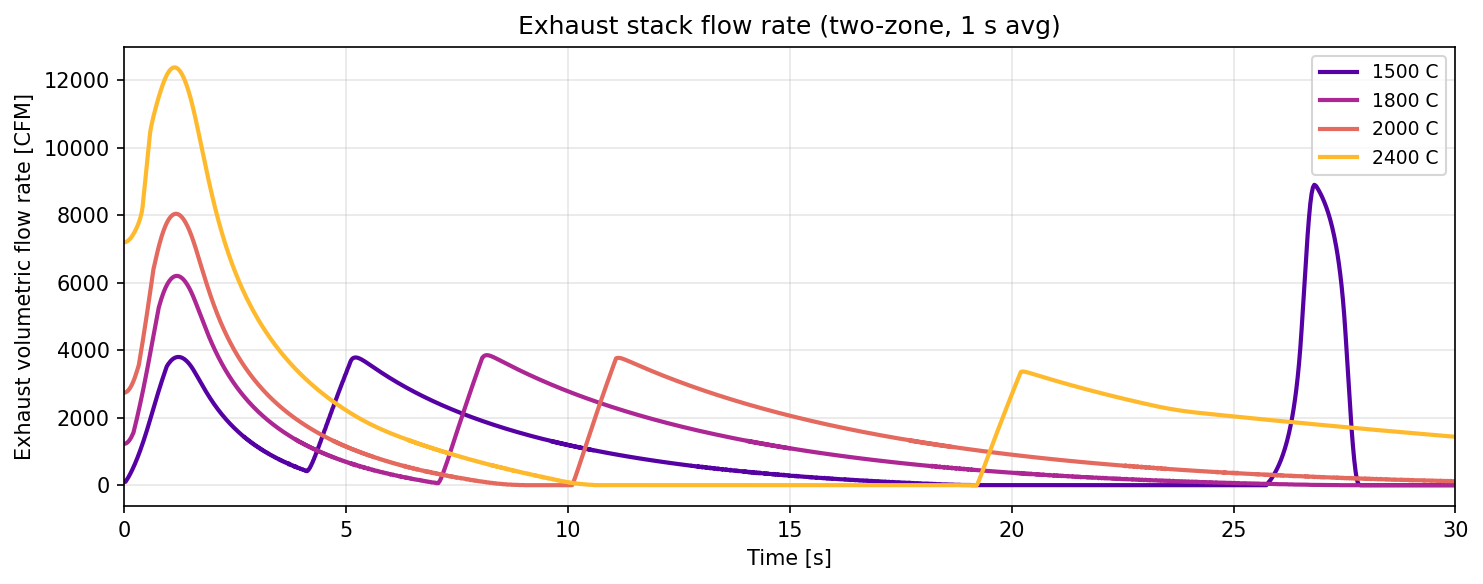 Exhaust stack flow rate (two-zone, 1 s avg)
Exhaust volumetric flow rate [CFM]
12000
10000
8000
6000
4000
2000
0
1500 C
1800 C
2000 C
2400 C
0 5 10 15 20 25 30
Time [s]